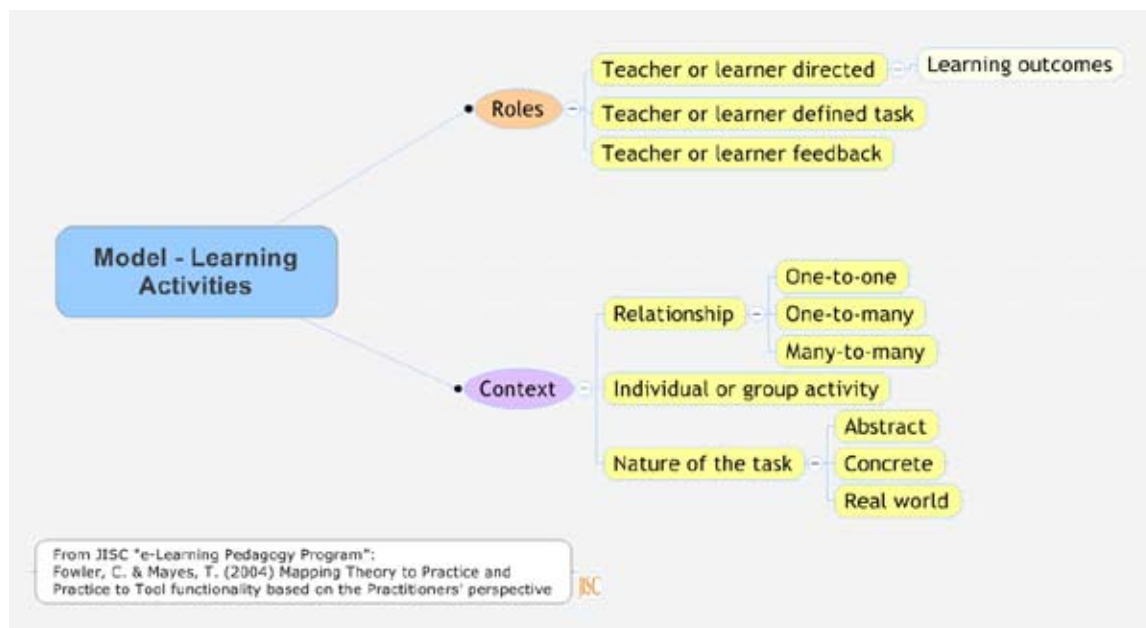 Model - Learning
Activities
Roles
Teacher or learner directed
Learning outcomes
Teacher or learner defined task
Teacher or learner feedback
Context
Relationship
One-to-one
One-to-many
Many-to-many
Individual or group activity
Nature of the task
Abstract
Concrete
Real world
From JISC "e-Learning Pedagogy Program":
Fowler, C. & Mayes, T. (2004) Mapping Theory to Practice and
Practice to Tool functionality based on the Practitioners' perspective
JISC